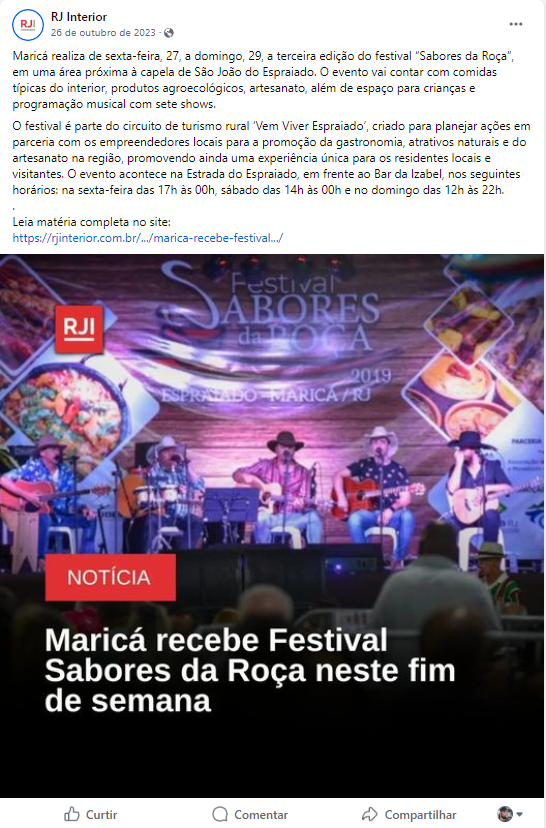 RJI
RJ Interior
26 de outubro de 2023 ·
Maricá realiza de sexta-feira, 27, a domingo, 29, a terceira edição do festival “Sabores da Roça”,
em uma área próxima à capela de São João do Espraiado. O evento vai contar com comidas
típicas do interior, produtos agroecológicos, artesanato, além de espaço para crianças e
programação musical com sete shows.
O festival é parte do circuito de turismo rural ‘Vem Viver Espraiado’, criado para planejar ações em
parceria com os empreendedores locais para a promoção da gastronomia, atrativos naturais e do
artesanato na região, promovendo ainda uma experiência única para os residentes locais e
visitantes. O evento acontece na Estrada do Espraiado, em frente ao Bar da Izabel, nos seguintes
horários: na sexta-feira das 17h às 00h, sábado das 14h às 00h e no domingo das 12h às 22h.
.
Leia matéria completa no site:
https://rjinterior.com.br/.../marica-recebe-festival.../
Festival
SABORES
da ROÇA
2019
ESPRAIADO - MARICÁ / RJ
RJI
PARCERIA
NOTÍCIA
Maricá recebe Festival
Sabores da Roça neste fim
de semana
Curtir
Comentar
Compartilhar